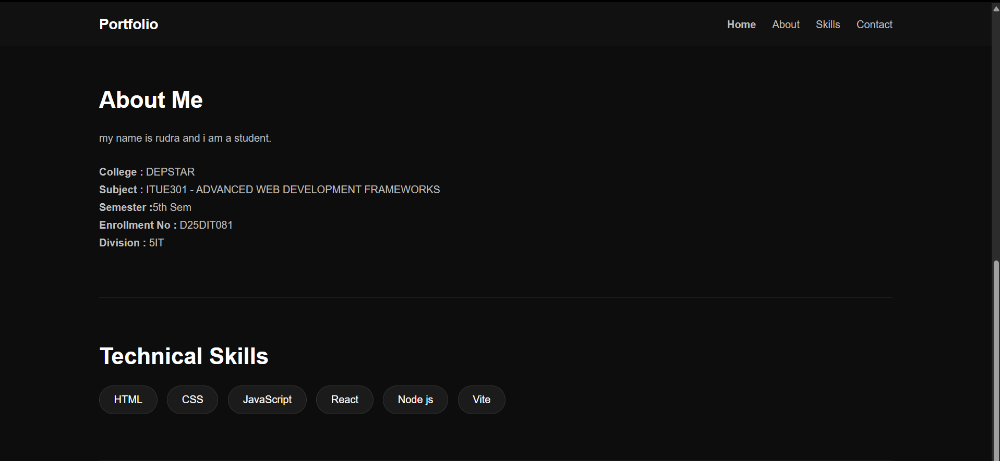 Portfolio
Home About Skills Contact
About Me
my name is rudra and i am a student.
College : DEPSTAR
Subject : ITUE301 - ADVANCED WEB DEVELOPMENT FRAMEWORKS
Semester :5th Sem
Enrollment No : D25DIT081
Division : 5IT
Technical Skills
HTML CSS JavaScript React Node js Vite